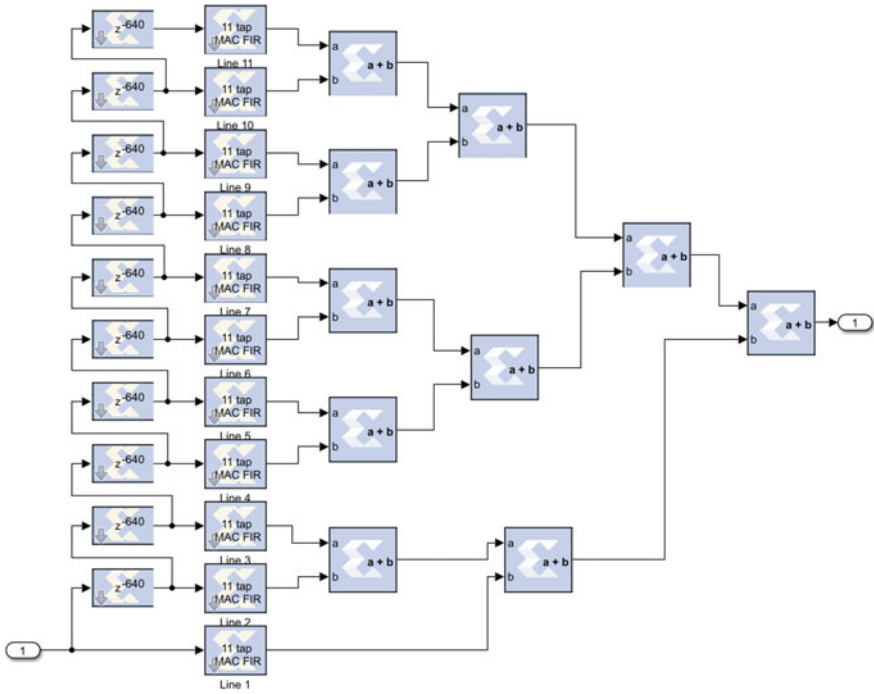 z-640
11 tap
MAC FIR
Line 11
a
b
a + b
z-640
11 tap
MAC FIR
Line 10
a
b
a + b
z-640
11 tap
MAC FIR
Line 9
a
b
a + b
z-640
11 tap
MAC FIR
Line 8
a
b
a + b
z-640
11 tap
MAC FIR
Line 7
a
b
a + b
z-640
11 tap
MAC FIR
Line 6
a
b
a + b
1
z-640
11 tap
MAC FIR
Line 5
a
b
a + b
z-640
11 tap
MAC FIR
Line 4
a
b
a + b
z-640
11 tap
MAC FIR
Line 3
a
b
a + b
z-640
11 tap
MAC FIR
Line 2
a
b
a + b
1
11 tap
MAC FIR
Line 1